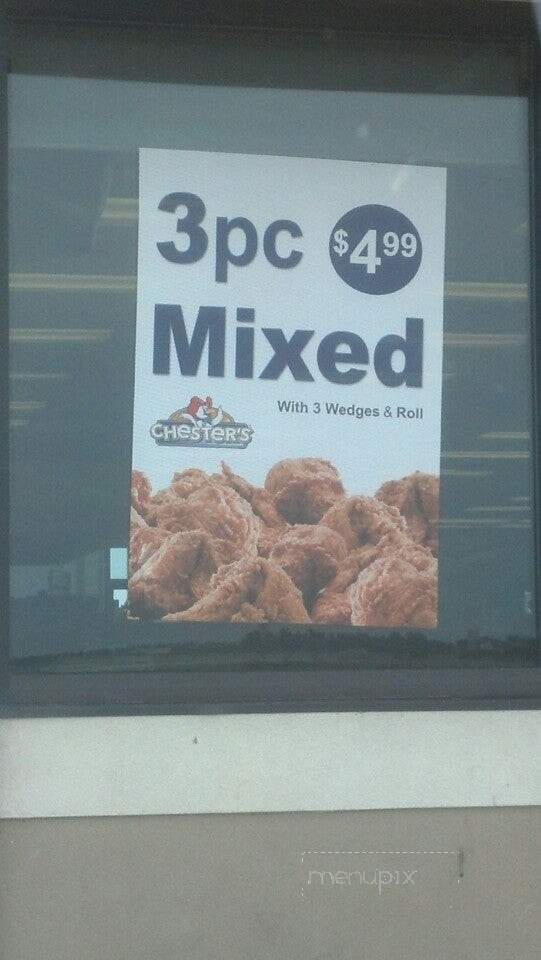 3pc $4.99
Mixed
With 3 Wedges & Roll
CHESTER'S
menupix